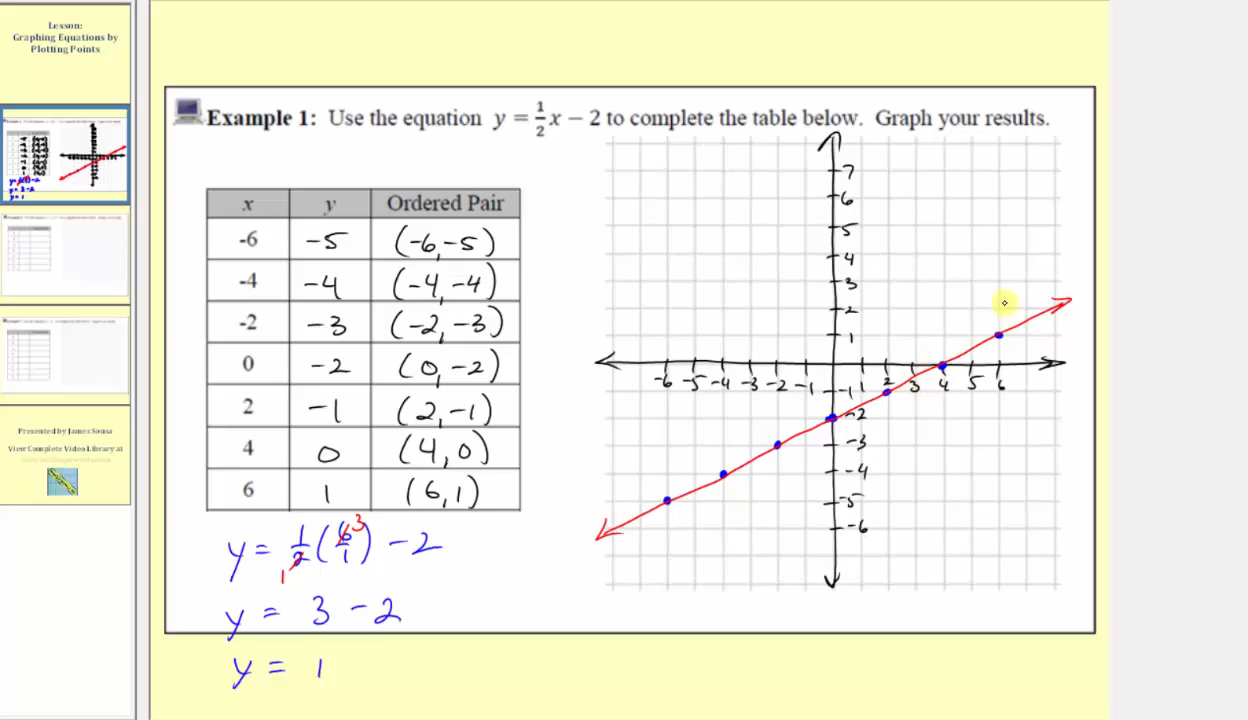 Lesson:
Graphing Equations by
Plotting Points
Presented by James Sousa
View Complete Video Library at
Example 1: Use the equation y = 1/2 x − 2 to complete the table below. Graph your results.
x y Ordered Pair
-6 -5 (-6, -5)
-4 -4 (-4, -4)
-2 -3 (-2, -3)
0 -2 (0, -2)
2 -1 (2, -1)
4 0 (4, 0)
6 1 (6, 1)
y = 1/2 (6/1) - 2
3
1
y = 3 - 2
y = 1
7
6
5
4
3
2
1
-6 -5 -4 -3 -2 -1 1 2 3 4 5 6
-1
-2
-3
-4
-5
-6